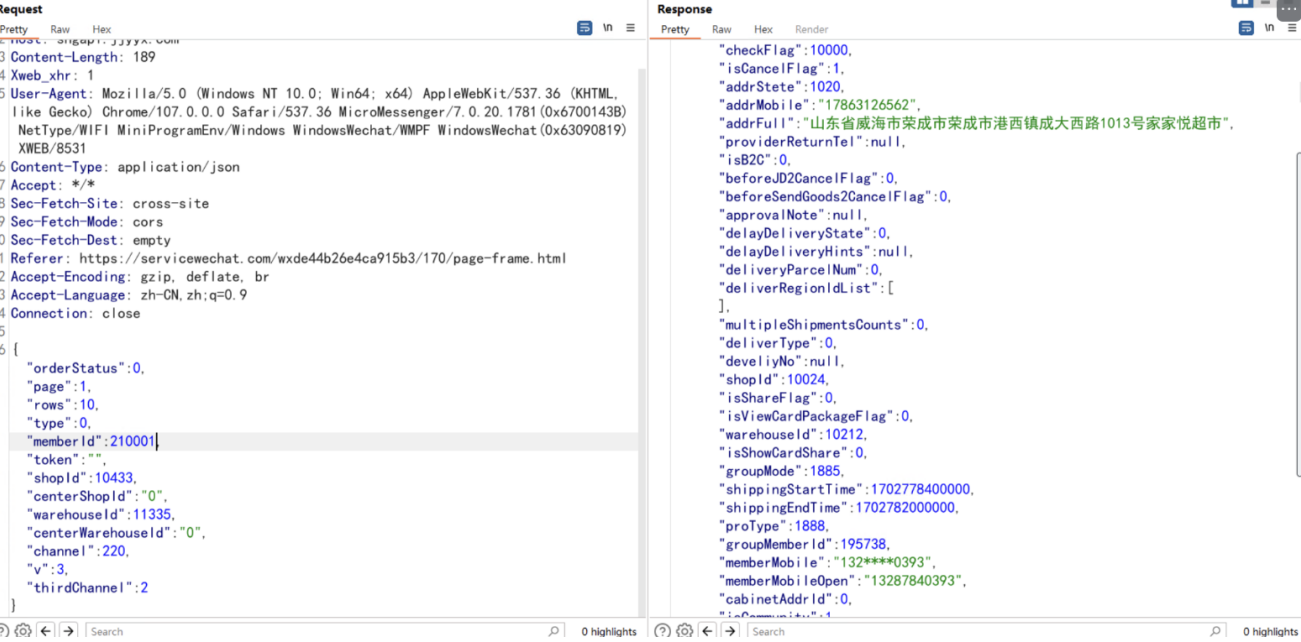 Request
Pretty Raw Hex
\n
Host: shgapi.jjyyx.com
3 Content-Length: 189
4 Xweb_xhr: 1
5 User-Agent: Mozilla/5.0 (Windows NT 10.0; Win64; x64) AppleWebKit/537.36 (KHTML,
like Gecko) Chrome/107.0.0.0 Safari/537.36 MicroMessenger/7.0.20.1781(0x6700143B)
NetType/WIFI MiniProgramEnv/Windows WindowsWechat/WMPF WindowsWechat(0x63090819)
XWEB/8531
6 Content-Type: application/json
7 Accept: */*
8 Sec-Fetch-Site: cross-site
9 Sec-Fetch-Mode: cors
0 Sec-Fetch-Dest: empty
1 Referer: https://servicewechat.com/wxde44b26e4ca915b3/170/page-frame.html
2 Accept-Encoding: gzip, deflate, br
3 Accept-Language: zh-CN,zh;q=0.9
4 Connection: close
5
6 {
"orderStatus":0,
"page":1,
"rows":10,
"type":0,
"memberId":210001,
"token":"",
"shopId":10433,
"centerShopId":"0",
"warehouseId":11335,
"centerWarehouseId":"0",
"channel":220,
"v":3,
"thirdChannel":2
}
Search
0 highlights
Response
Pretty Raw Hex Render
\n
"checkFlag":10000,
"isCancelFlag":1,
"addrStete":1020,
"addrMobile":"17863126562",
"addrFull":"山东省威海市荣成市荣成市港西镇成大西路1013号家家悦超市",
"providerReturnTel":null,
"isB2C":0,
"beforeJD2CancelFlag":0,
"beforeSendGoods2CancelFlag":0,
"approvalNote":null,
"delayDeliveryState":0,
"delayDeliveryHints":null,
"deliveryParcelNum":0,
"deliverRegionIdList":[
],
"multipleShipmentsCounts":0,
"deliverType":0,
"develiyNo":null,
"shopId":10024,
"isShareFlag":0,
"isViewCardPackageFlag":0,
"warehouseId":10212,
"isShowCardShare":0,
"groupMode":1885,
"shippingStartTime":1702778400000,
"shippingEndTime":1702782000000,
"proType":1888,
"groupMemberId":195738,
"memberMobile":"132****0393",
"memberMobileOpen":"13287840393",
"cabinetAddrId":0,
"isCommunity":1
Search
0 highlights